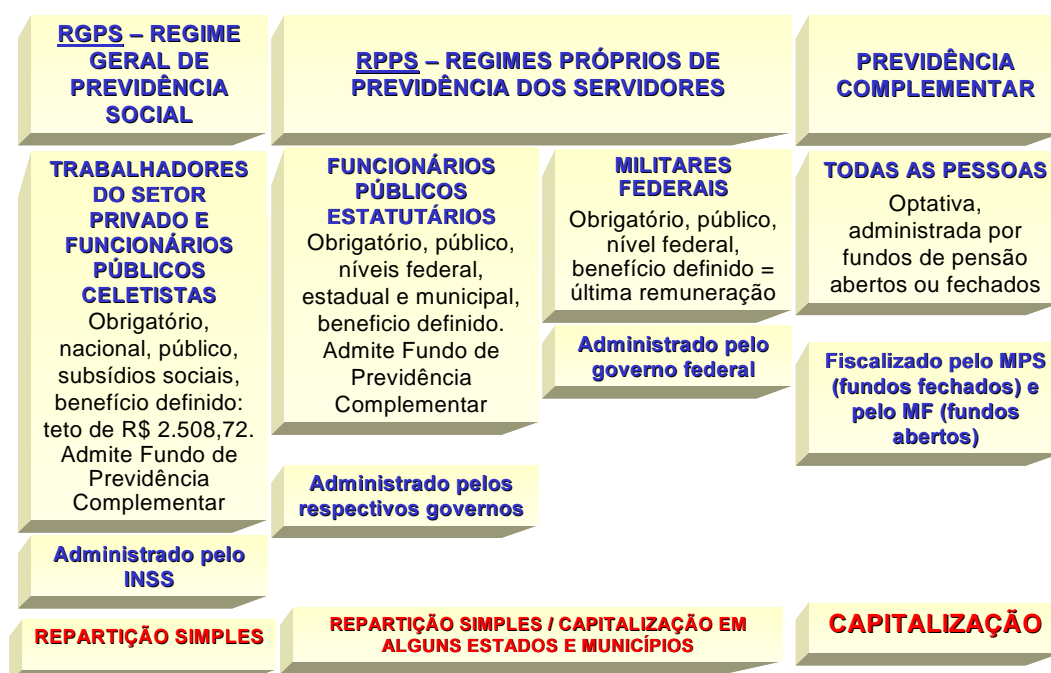 RGPS – REGIME
GERAL DE
PREVIDÊNCIA
SOCIAL
RPPS – REGIMES PRÓPRIOS DE
PREVIDÊNCIA DOS SERVIDORES
PREVIDÊNCIA
COMPLEMENTAR
TRABALHADORES
DO SETOR
PRIVADO E
FUNCIONÁRIOS
PÚBLICOS
CELETISTAS
Obrigatório,
nacional, público,
subsídios sociais,
benefício definido:
teto de R$ 2.508,72.
Admite Fundo de
Previdência
Complementar
Administrado pelo
INSS
FUNCIONÁRIOS
PÚBLICOS
ESTATUTÁRIOS
Obrigatório, público,
níveis federal,
estadual e municipal,
beneficio definido.
Admite Fundo de
Previdência
Complementar
Administrado pelos
respectivos governos
MILITARES
FEDERAIS
Obrigatório, público,
nível federal,
benefício definido =
última remuneração
Administrado pelo
governo federal
TODAS AS PESSOAS
Optativa,
administrada por
fundos de pensão
abertos ou fechados
Fiscalizado pelo MPS
(fundos fechados) e
pelo MF (fundos
abertos)
REPARTIÇÃO SIMPLES
REPARTIÇÃO SIMPLES / CAPITALIZAÇÃO EM
ALGUNS ESTADOS E MUNICÍPIOS
CAPITALIZAÇÃO